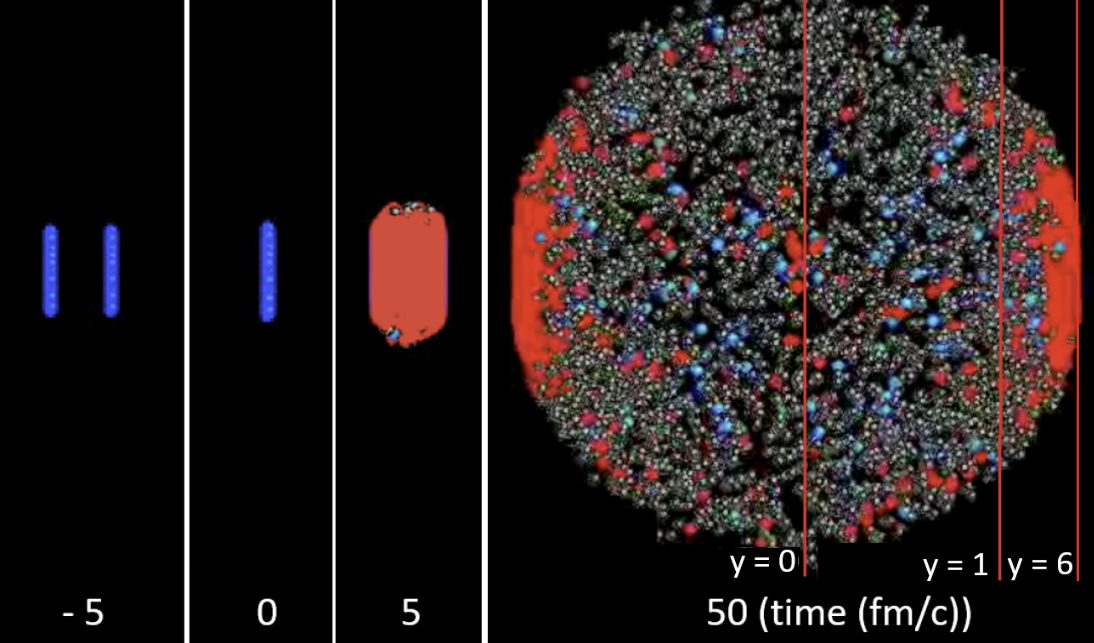 y = 0
y = 1
y = 6
- 5
0
5
50 (time (fm/c))